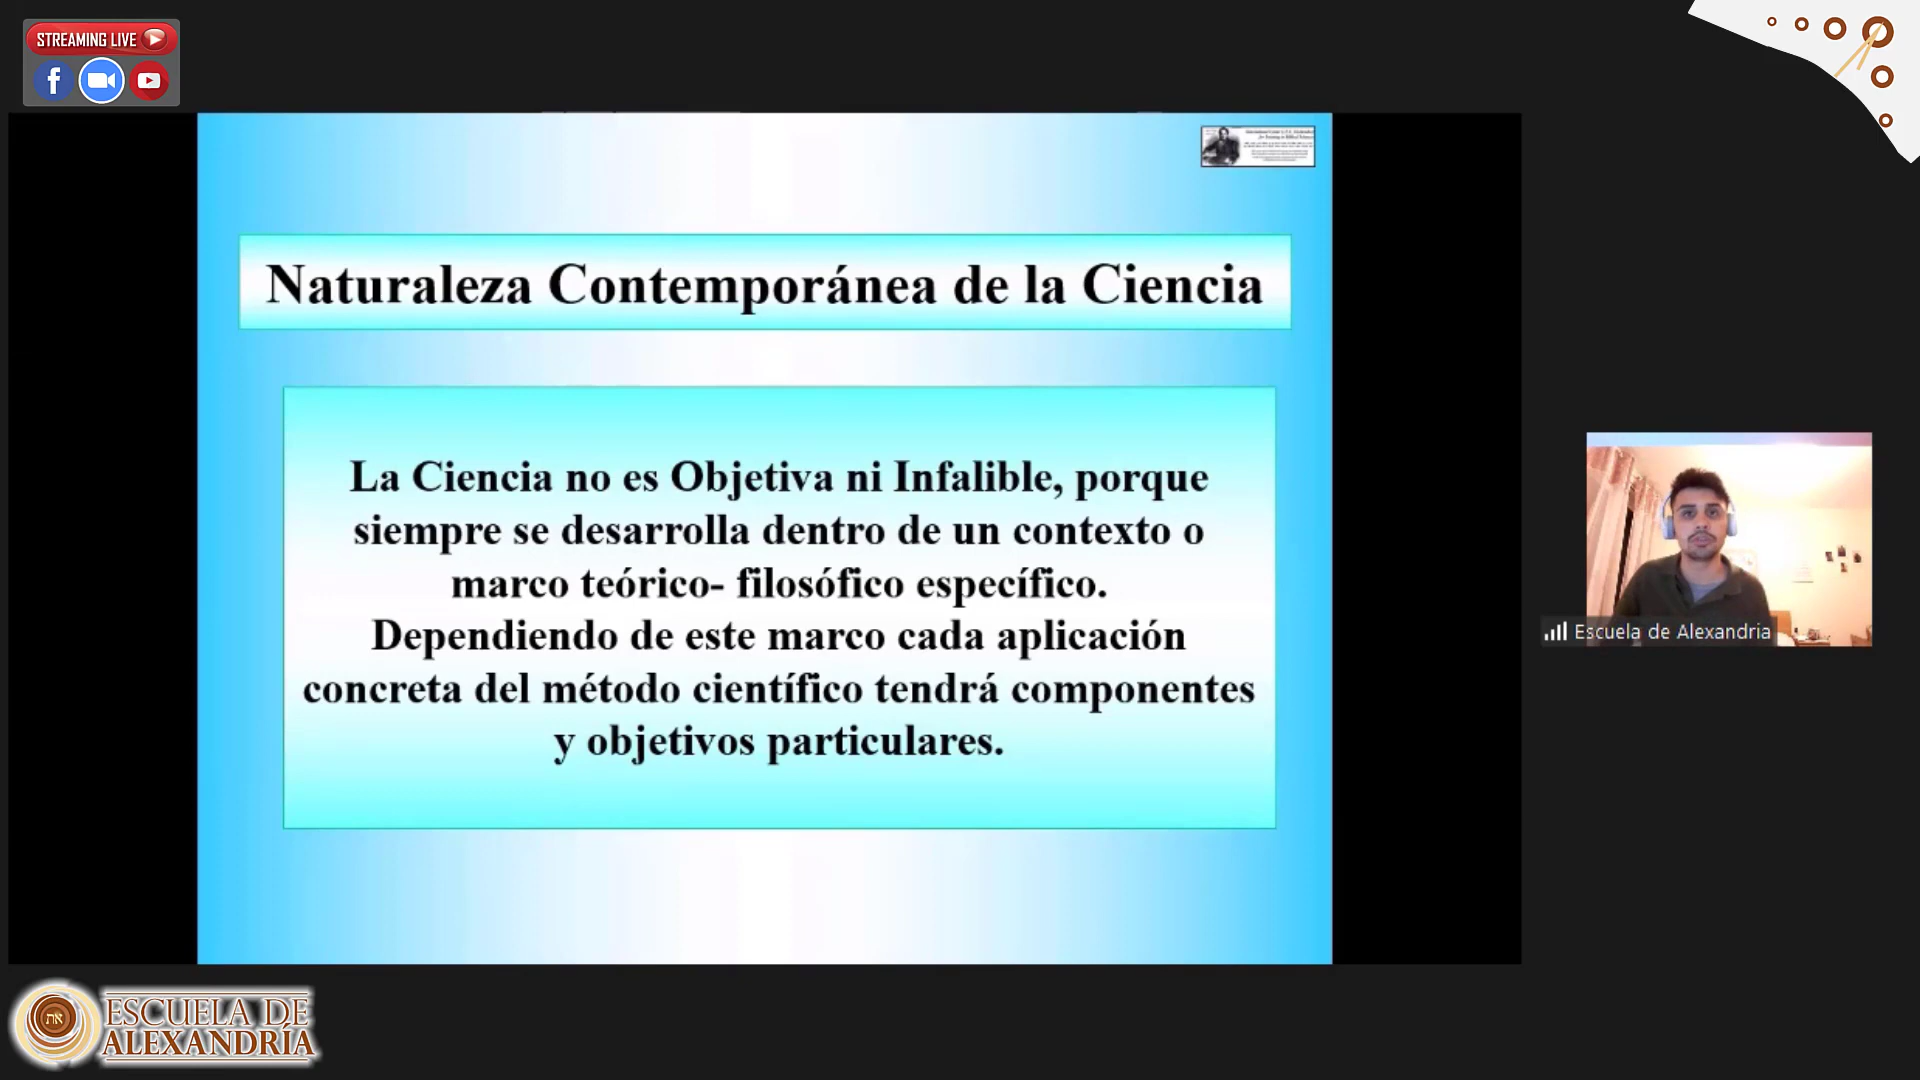 STREAMING LIVE
Naturaleza Contemporánea de la Ciencia
La Ciencia no es Objetiva ni Infalible, porque
siempre se desarrolla dentro de un contexto o
marco teórico- filosófico específico.
Dependiendo de este marco cada aplicación
concreta del método científico tendrá componentes
y objetivos particulares.
Escuela de Alexandria
את
ESCUELA DE
ALEXANDRÍA